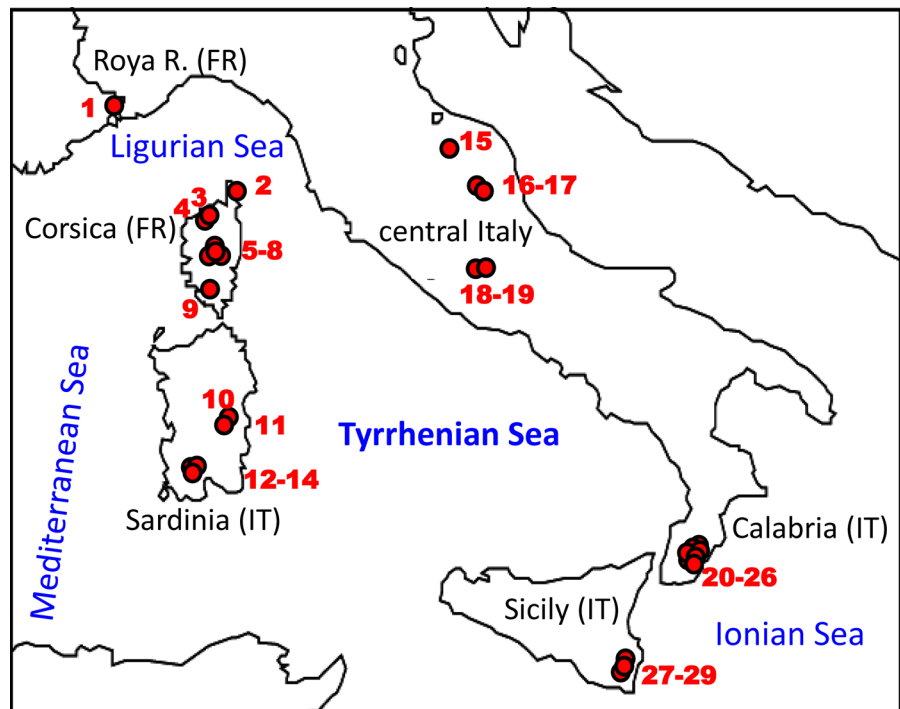 Roya R. (FR)
1
Ligurian Sea
15
2
3
4
16-17
Corsica (FR)
central Italy
5-8
18-19
9
Mediterranean Sea
10
11
Tyrrhenian Sea
12-14
Sardinia (IT)
Calabria (IT)
20-26
Sicily (IT)
Ionian Sea
27-29